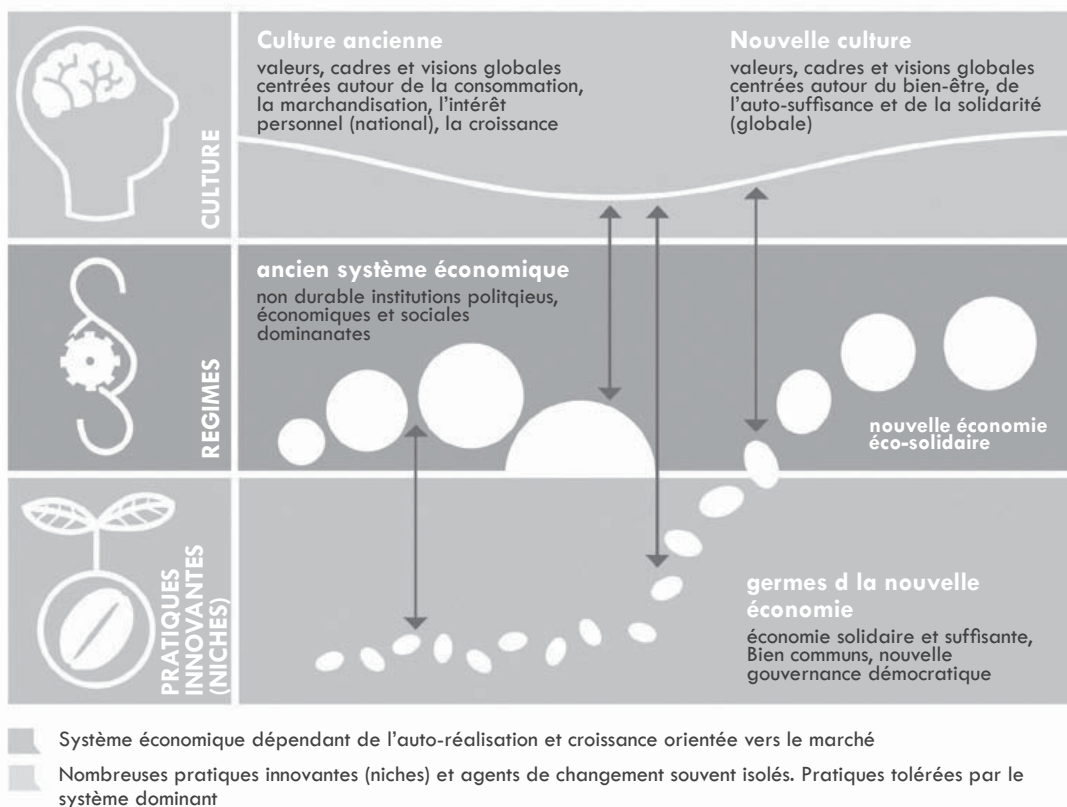 Culture ancienne
valeurs, cadres et visions globales
centrées autour de la consommation,
la marchandisation, l'intérêt
personnel (national), la croissance
Nouvelle culture
valeurs, cadres et visions globales
centrées autour du bien-être, de
l'auto-suffisance et de la solidarité
(globale)
CULTURE
ancien système économique
non durable institutions politqieus,
économiques et sociales
dominanates
REGIMES
nouvelle économie
éco-solidaire
PRATIQUES
INNOVANTES
(NICHES)
germes d la nouvelle
économie
économie solidaire et suffisante,
Bien communs, nouvelle
gouvernance démocratique
Système économique dépendant de l'auto-réalisation et croissance orientée vers le marché
Nombreuses pratiques innovantes (niches) et agents de changement souvent isolés. Pratiques tolérées par le
système dominant